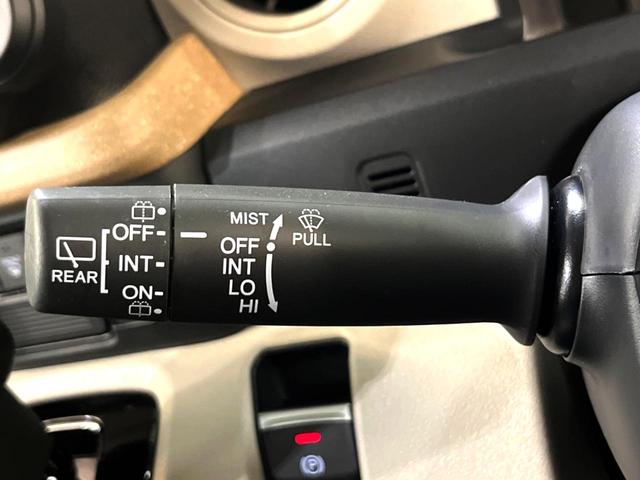 REAR
OFF
INT
ON
MIST
OFF
INT
LO
HI
PULL
P